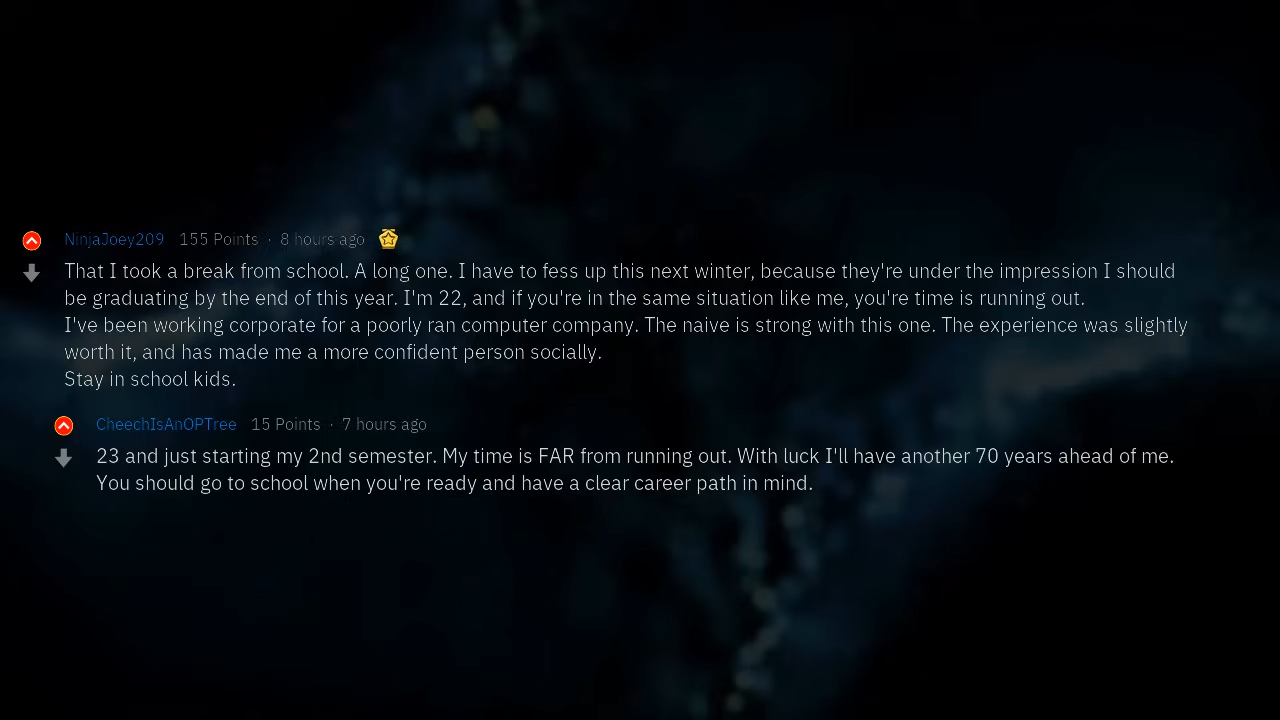 NinjaJoey209 155 Points · 8 hours ago
That I took a break from school. A long one. I have to fess up this next winter, because they're under the impression I should
be graduating by the end of this year. I'm 22, and if you're in the same situation like me, you're time is running out.
I've been working corporate for a poorly ran computer company. The naive is strong with this one. The experience was slightly
worth it, and has made me a more confident person socially.
Stay in school kids.
CheechIsAnOPTree 15 Points · 7 hours ago
23 and just starting my 2nd semester. My time is FAR from running out. With luck I'll have another 70 years ahead of me.
You should go to school when you're ready and have a clear career path in mind.